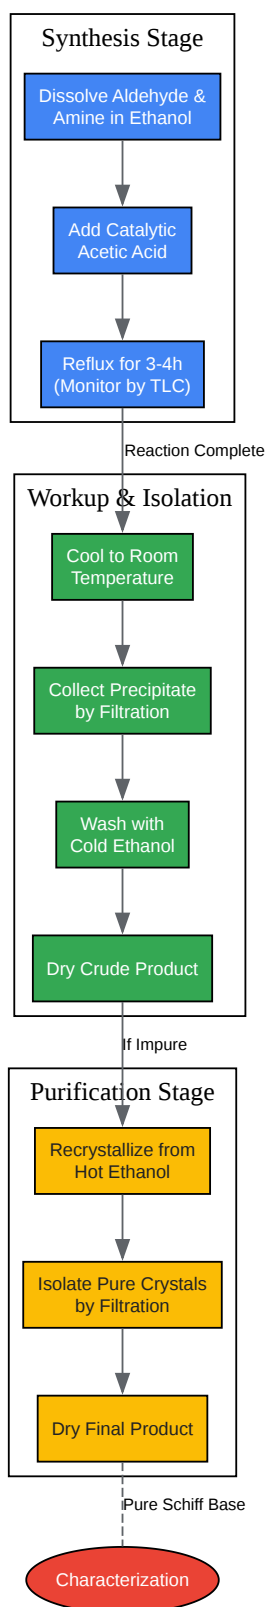 Synthesis Stage
Dissolve Aldehyde &
Amine in Ethanol
Add Catalytic
Acetic Acid
Reflux for 3-4h
(Monitor by TLC)
Reaction Complete
Workup & Isolation
Cool to Room
Temperature
Collect Precipitate
by Filtration
Wash with
Cold Ethanol
Dry Crude Product
If Impure
Purification Stage
Recrystallize from
Hot Ethanol
Isolate Pure Crystals
by Filtration
Dry Final Product
Pure Schiff Base
Characterization